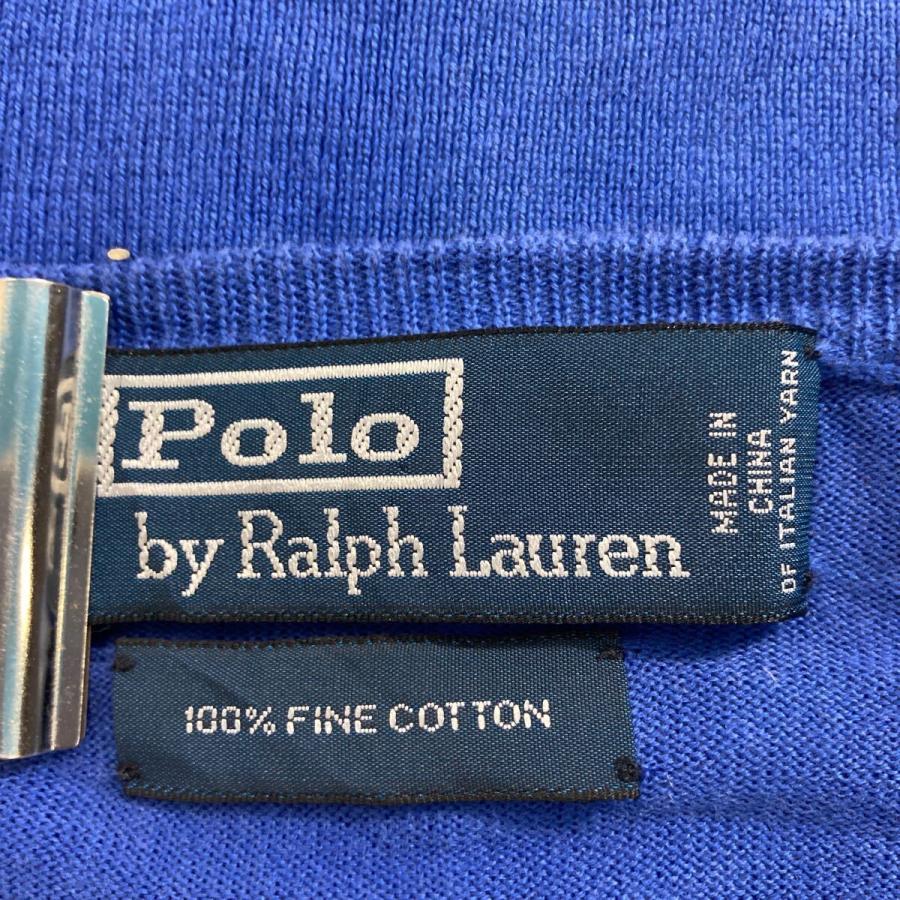 Polo
by Ralph Lauren
MADE IN
CHINA
OF ITALIAN YARN
100% FINE COTTON